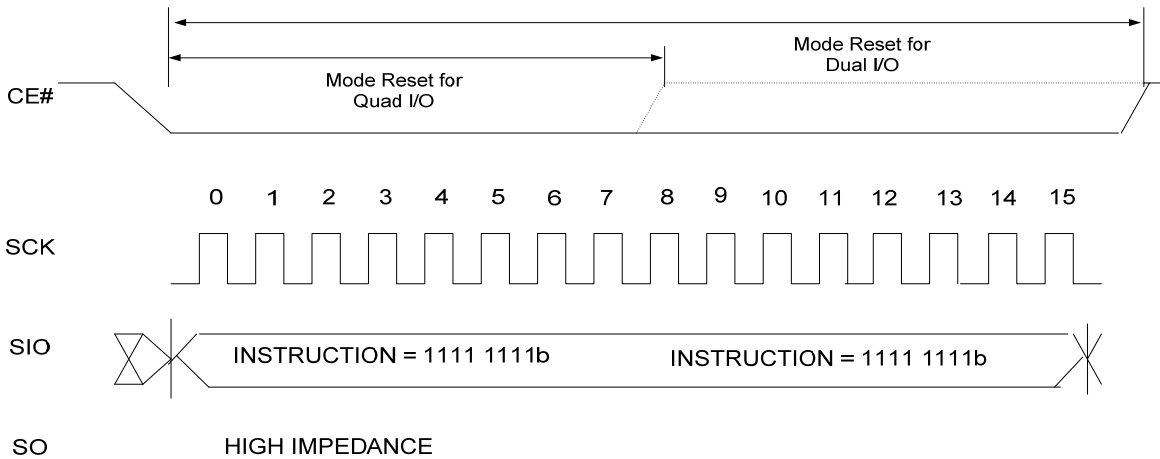 Mode Reset for
Dual I/O
Mode Reset for
Quad I/O
CE#
0 1 2 3 4 5 6 7 8 9 10 11 12 13 14 15
SCK
SIO
INSTRUCTION = 1111 1111b
INSTRUCTION = 1111 1111b
SO
HIGH IMPEDANCE